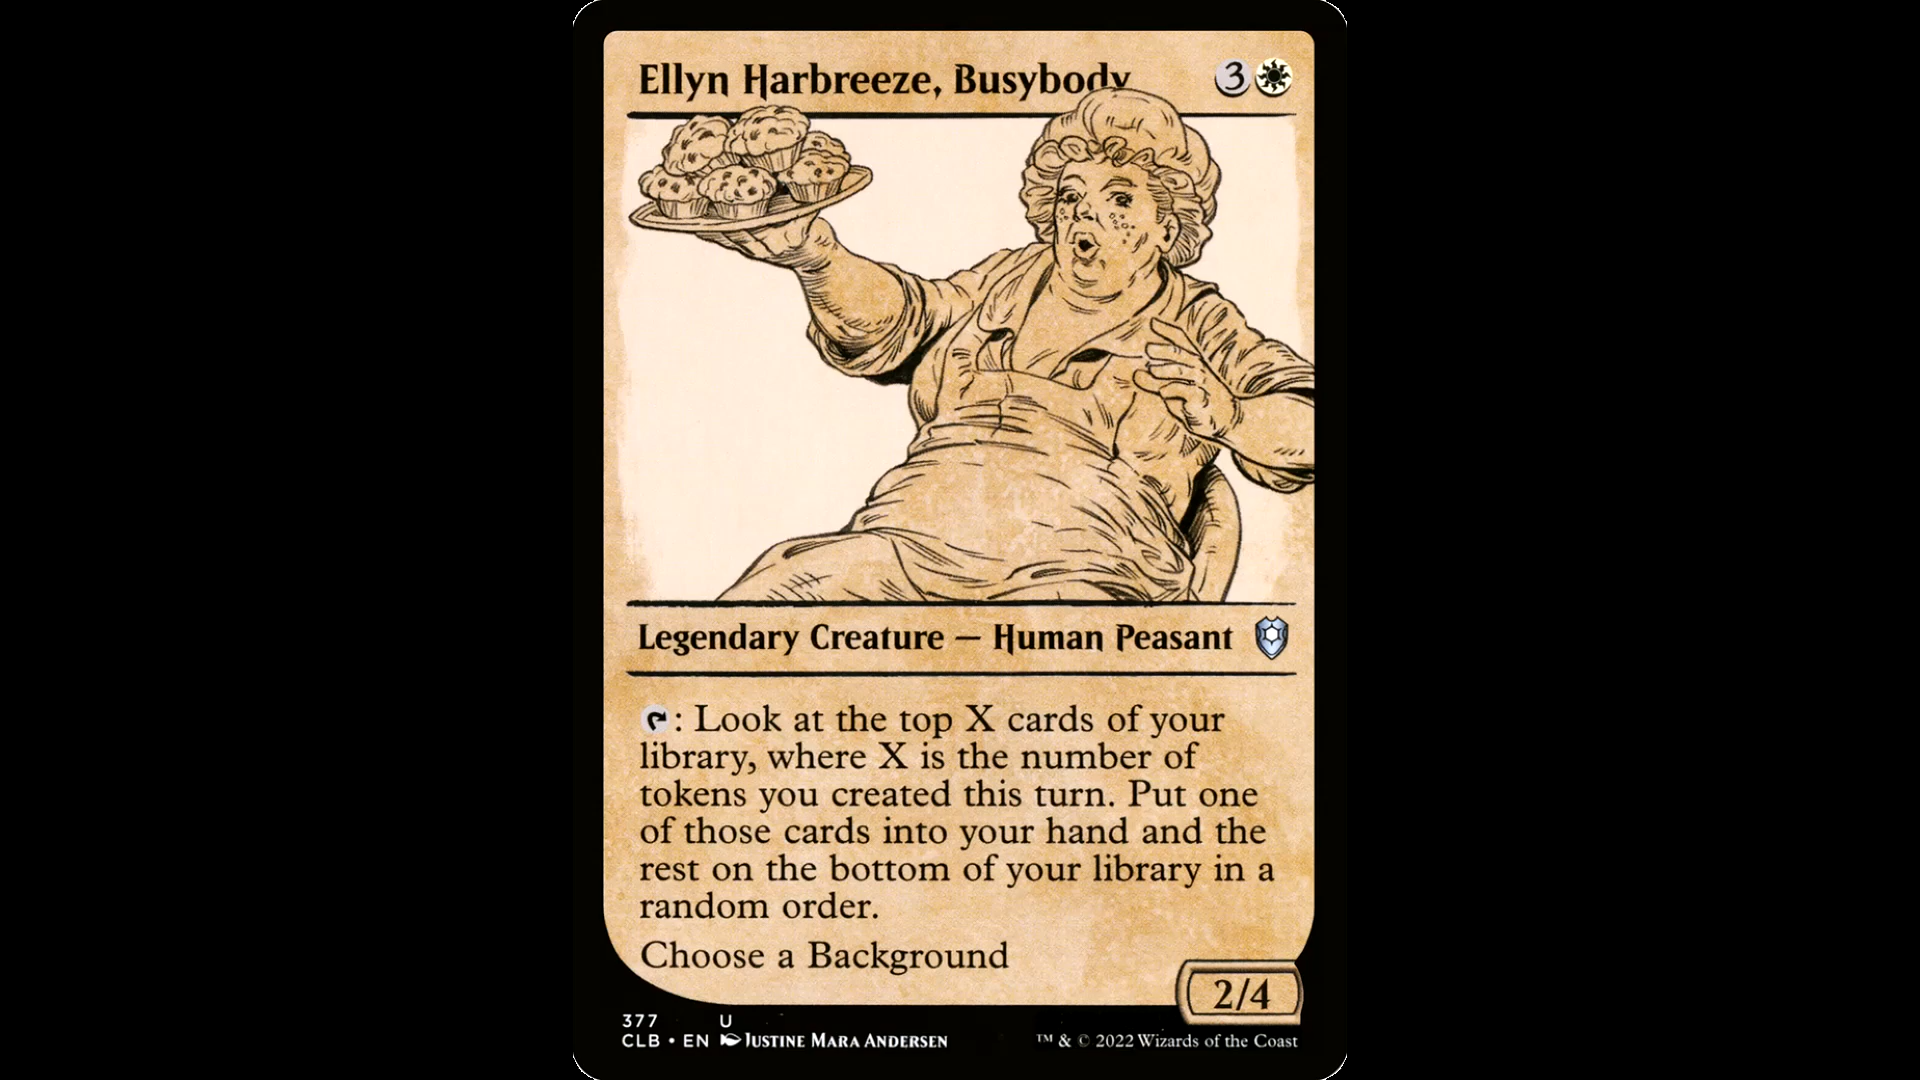 Ellyn Harbreeze, Busybody 3
Legendary Creature — Human Peasant
: Look at the top X cards of your
library, where X is the number of
tokens you created this turn. Put one
of those cards into your hand and the
rest on the bottom of your library in a
random order.
Choose a Background
2/4
377 U
CLB • EN Justine Mara Andersen
™ & © 2022 Wizards of the Coast